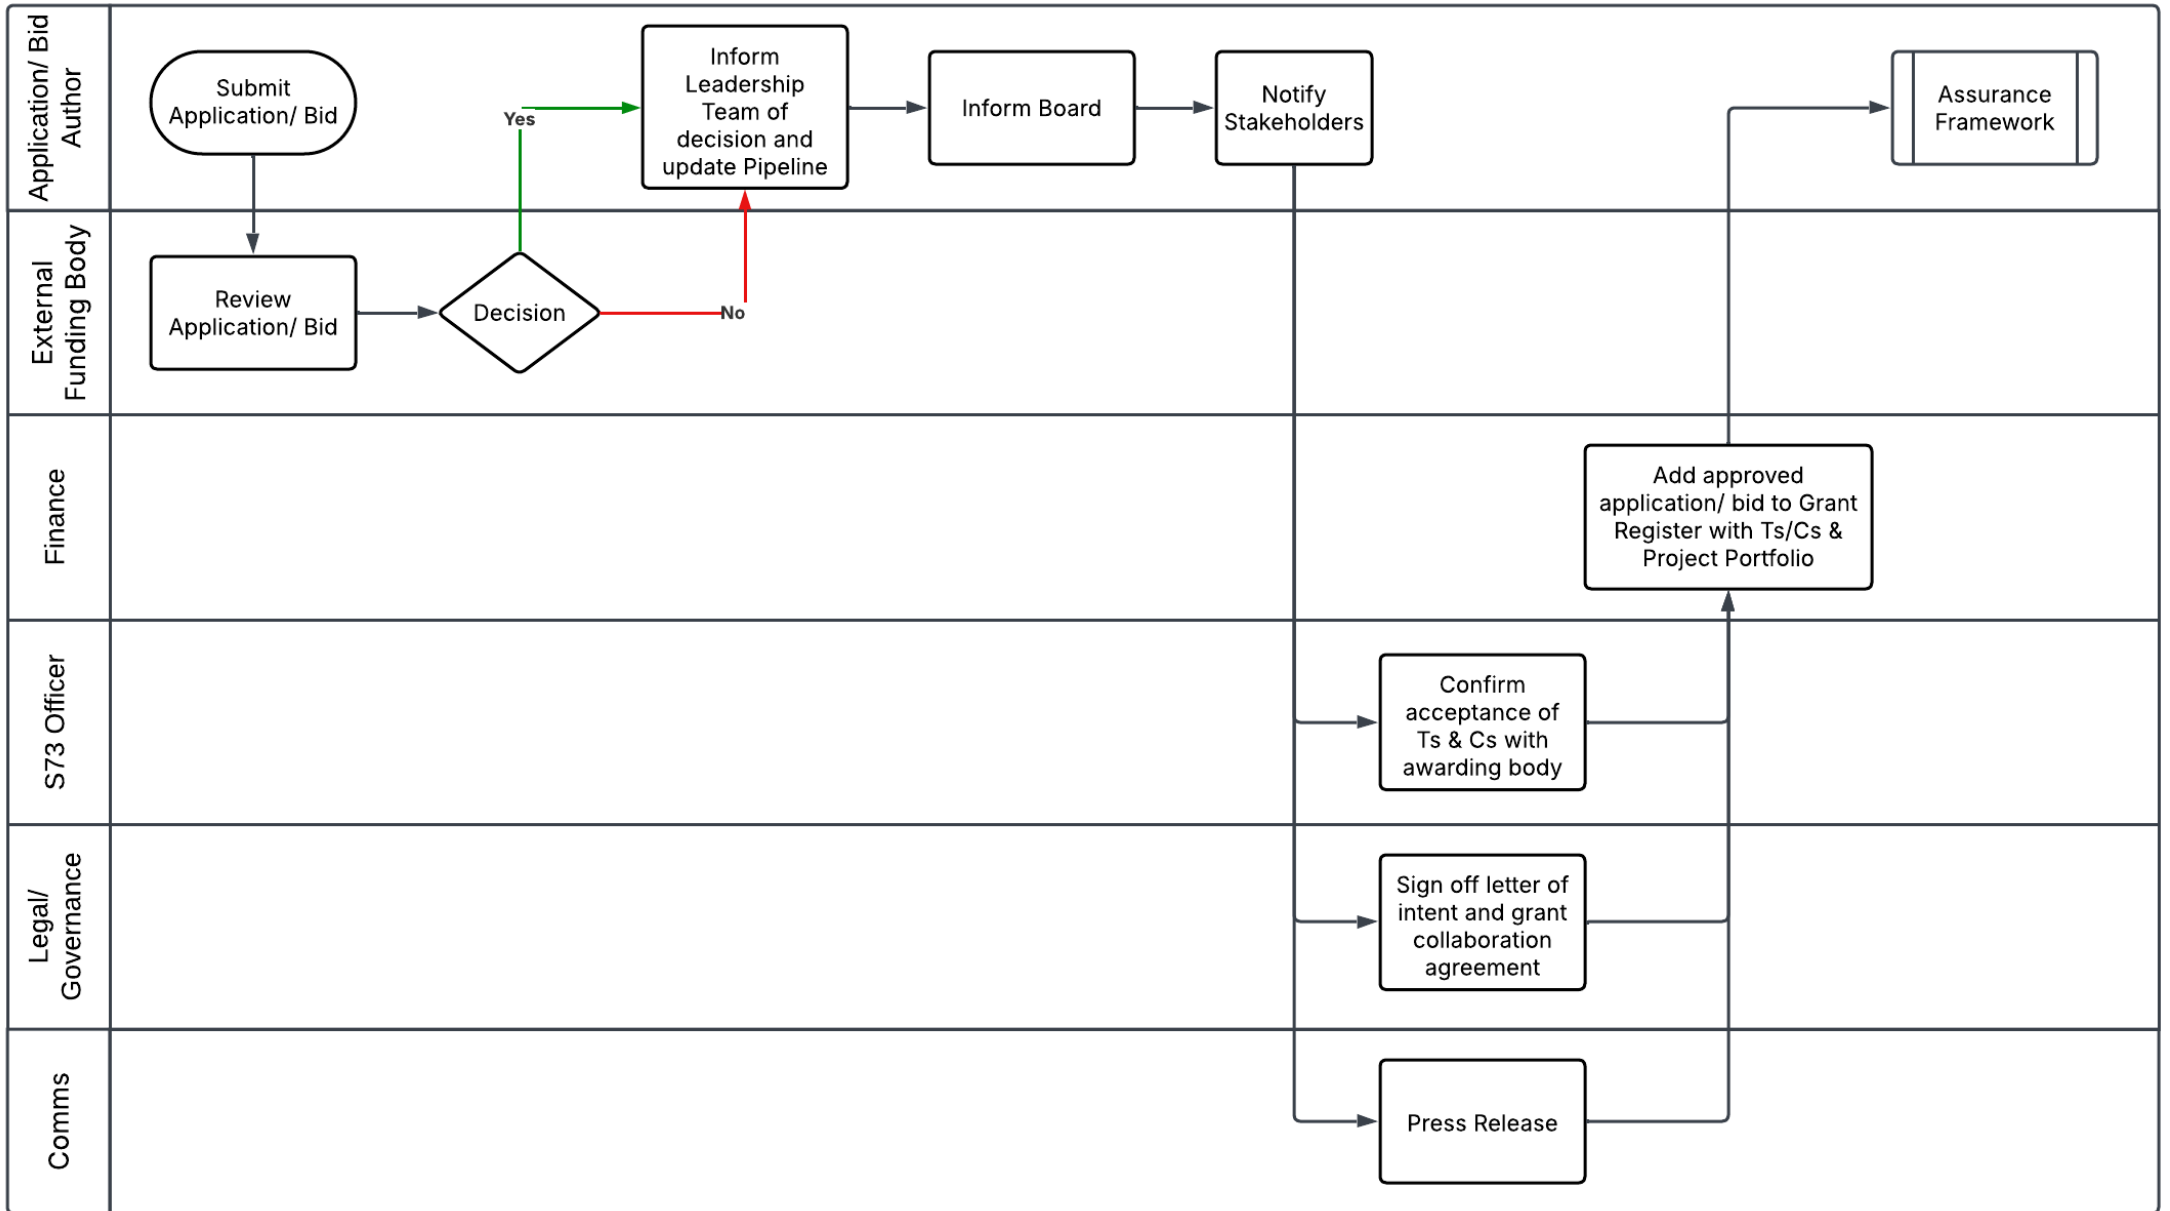 Application/ Bid
Author
Submit
Application/ Bid
Yes
Inform
Leadership
Team of
decision and
update Pipeline
Inform Board
Notify
Stakeholders
Assurance
Framework
External
Funding Body
Review
Application/ Bid
Decision
No
Finance
Add approved
application/ bid to Grant
Register with Ts/Cs &
Project Portfolio
S73 Officer
Confirm
acceptance of
Ts & Cs with
awarding body
Legal/
Governance
Sign off letter of
intent and grant
collaboration
agreement
Comms
Press Release